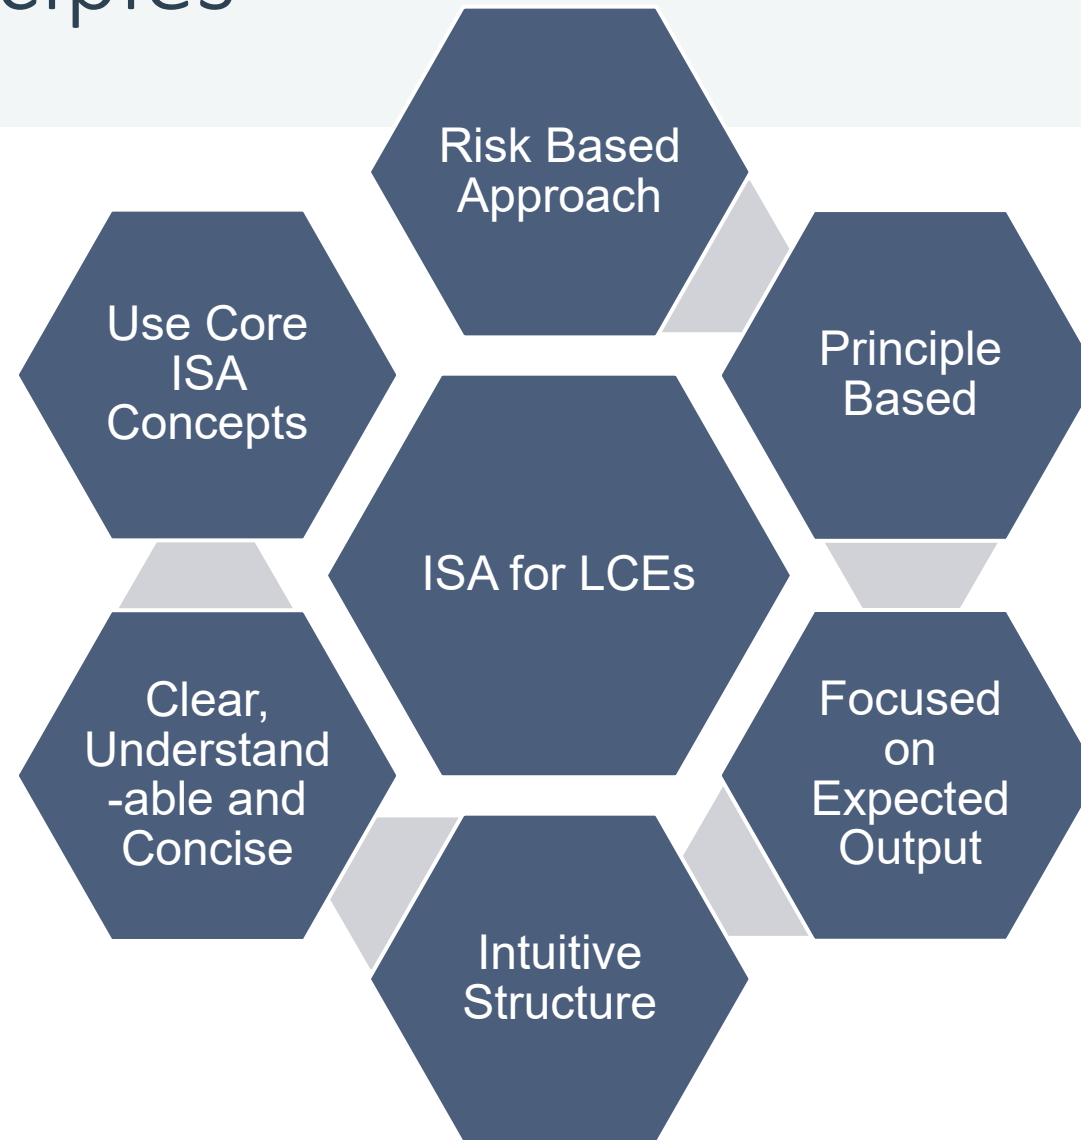 Risk Based
Approach
Principle
Based
Focused
on
Expected
Output
Intuitive
Structure
Clear,
Understand
-able and
Concise
Use Core
ISA
Concepts
ISA for LCEs